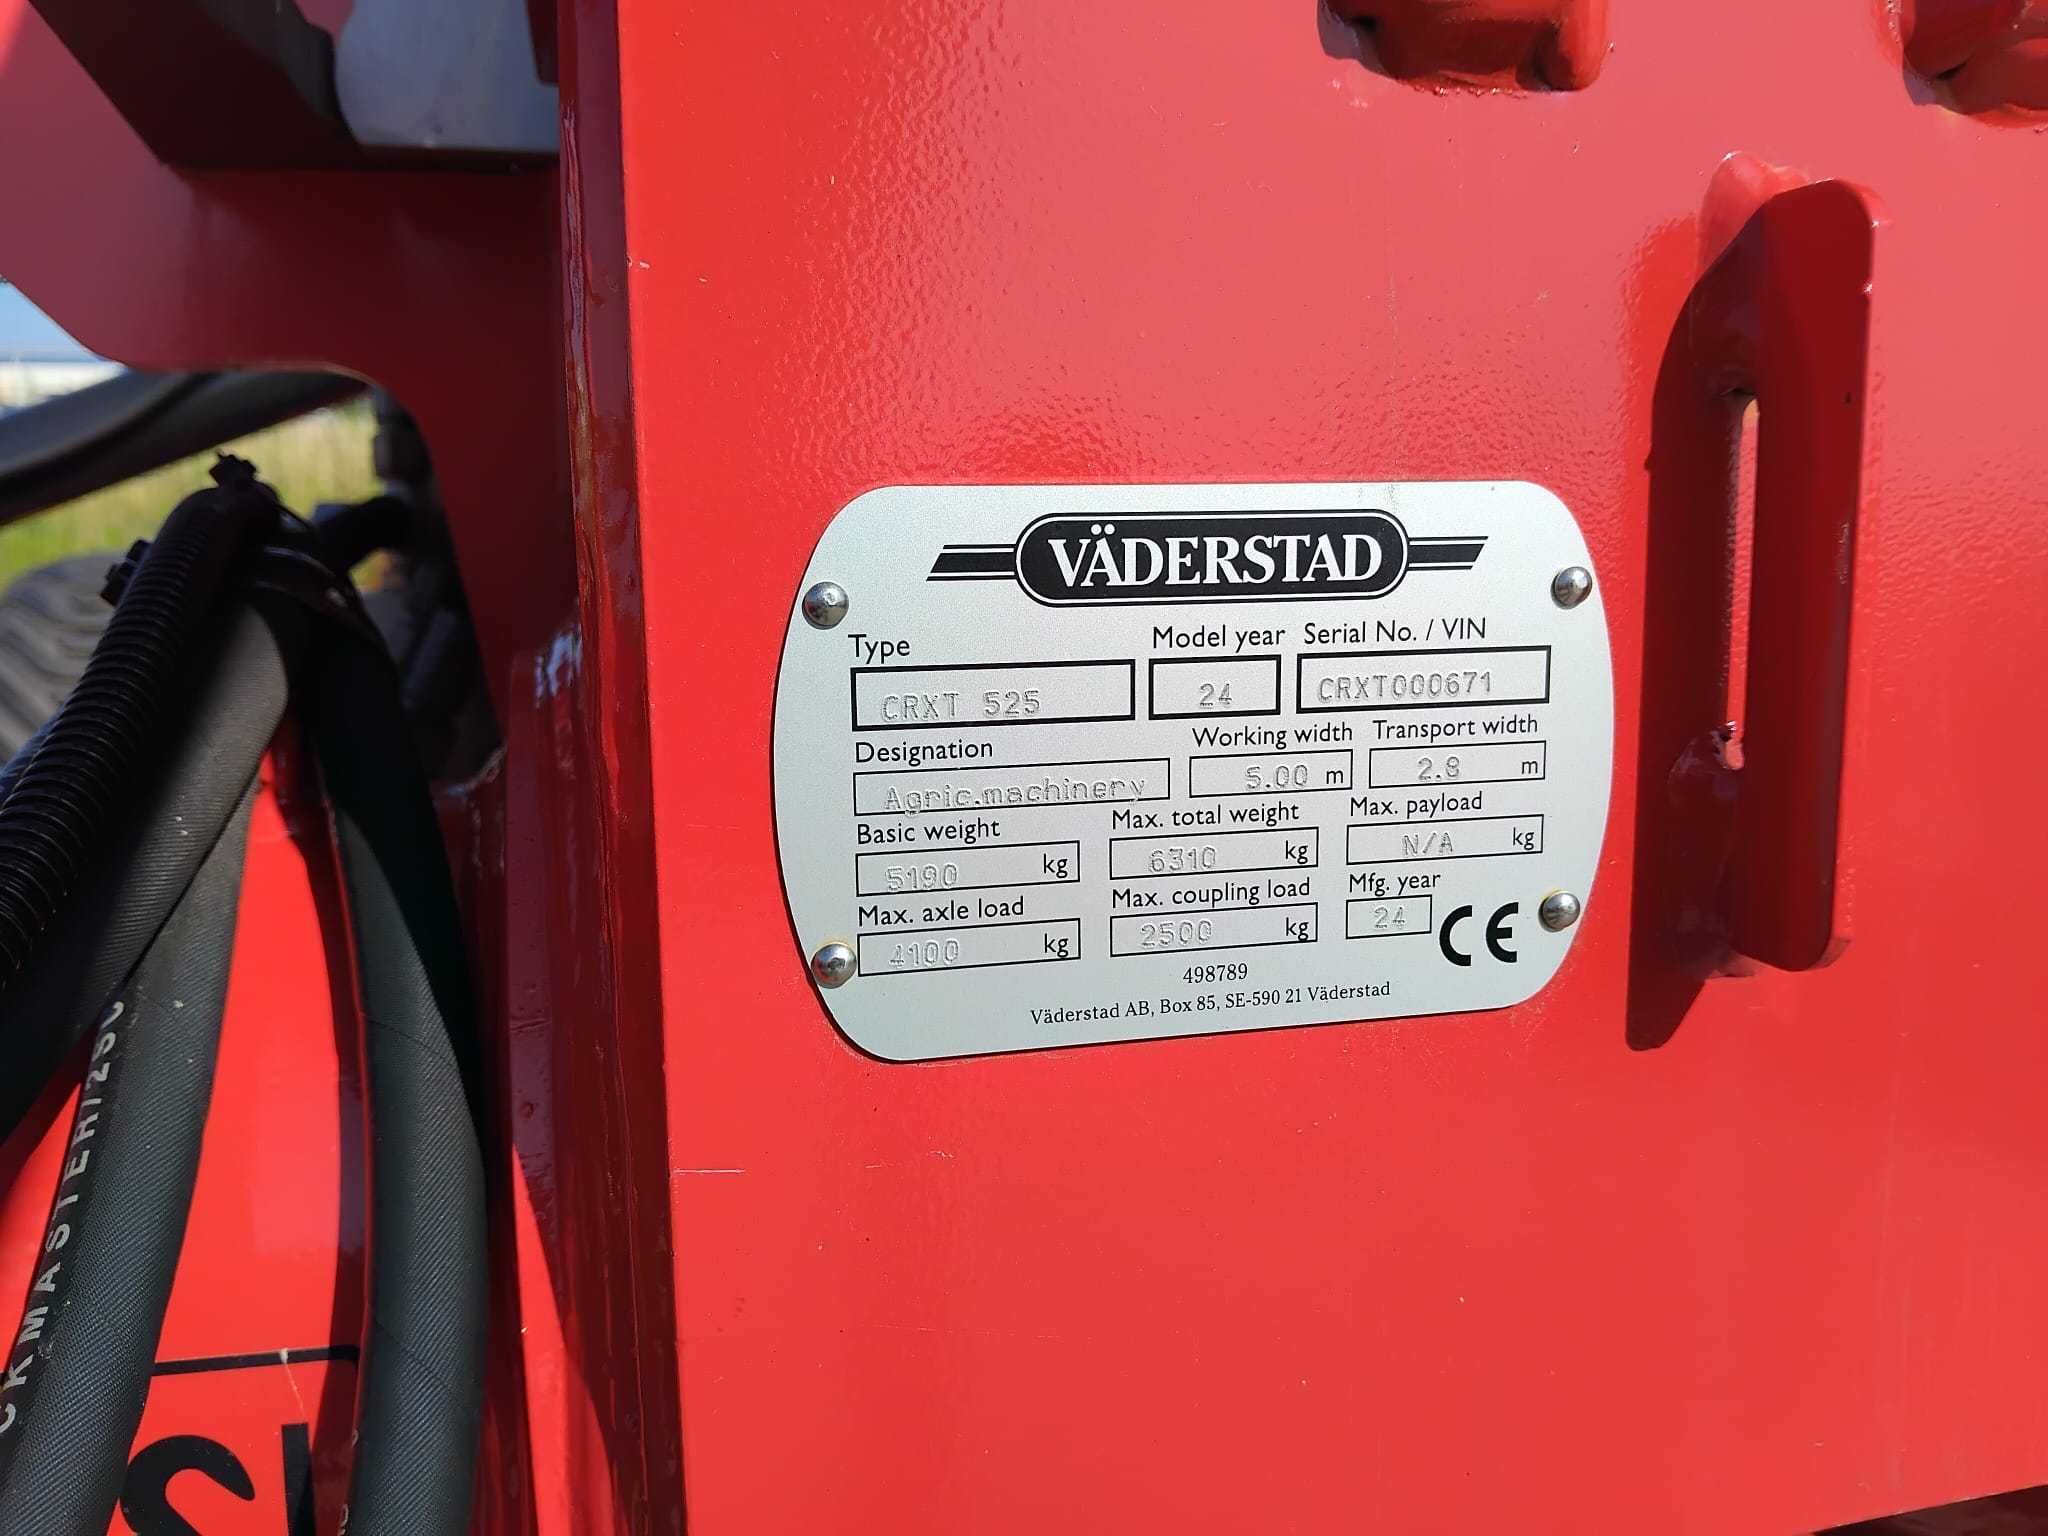 VÄDERSTAD
Type Model year Serial No. / VIN
CRXT 525 24 CRXT000671
Designation Working width Transport width
Agric.machinery 5.00 m 2.8 m
Basic weight Max. total weight Max. payload
5190 kg 6310 kg N/A kg
Max. axle load Max. coupling load Mfg. year
4100 kg 2500 kg 24 CE
498789
Väderstad AB, Box 85, SE-590 21 Väderstad
CKMASTER/2SC